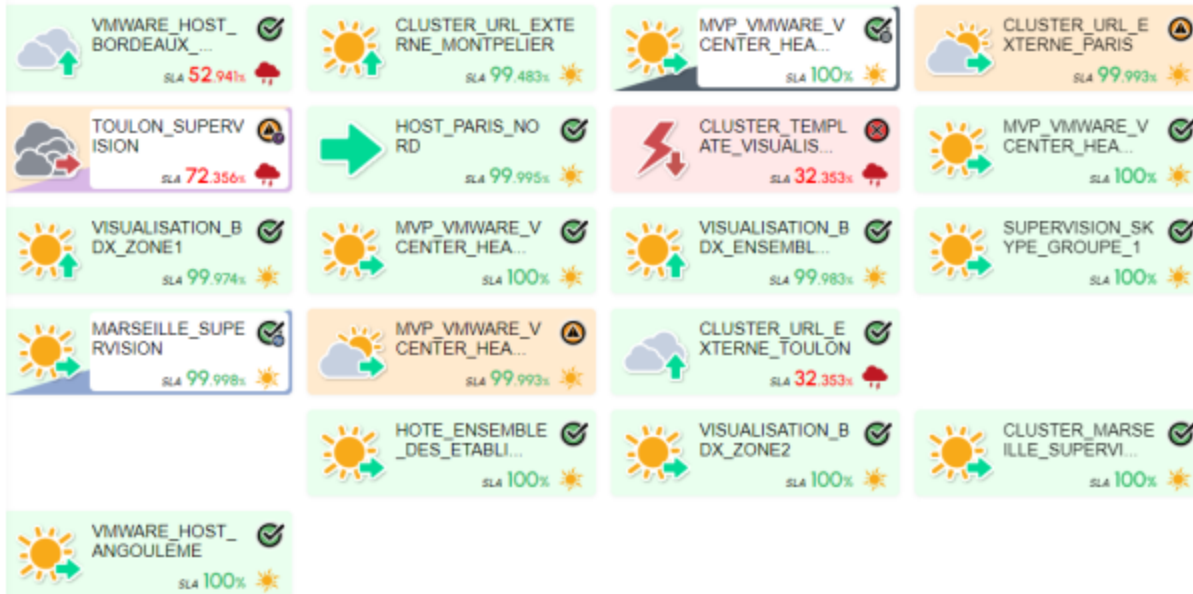 VMWARE_HOST_
BORDEAUX_...
SLA 52.941%
CLUSTER_URL_EXTE
RNE_MONTPELIER
SLA 99.483%
MVP_VMWARE_V
CENTER_HEA...
SLA 100%
CLUSTER_URL_E
XTERNE_PARIS
SLA 99.993%
TOULON_SUPERV
ISION
SLA 72.356%
HOST_PARIS_NO
RD
SLA 99.995%
CLUSTER_TEMPL
ATE_VISUALIS...
SLA 32.353%
MVP_VMWARE_V
CENTER_HEA...
SLA 100%
VISUALISATION_B
DX_ZONE1
SLA 99.974%
MVP_VMWARE_V
CENTER_HEA...
SLA 100%
VISUALISATION_B
DX_ENSEMBL...
SLA 99.983%
SUPERVISION_SK
YPE_GROUPE_1
SLA 100%
MARSEILLE_SUPE
RVISION
SLA 99.998%
MVP_VMWARE_V
CENTER_HEA...
SLA 99.993%
CLUSTER_URL_E
XTERNE_TOULON
SLA 32.353%
HOTE_ENSEMBLE
_DES_ETABLI...
SLA 100%
VISUALISATION_B
DX_ZONE2
SLA 100%
CLUSTER_MARSE
ILLE_SUPERVI...
SLA 100%
VMWARE_HOST_
ANGOULEME
SLA 100%